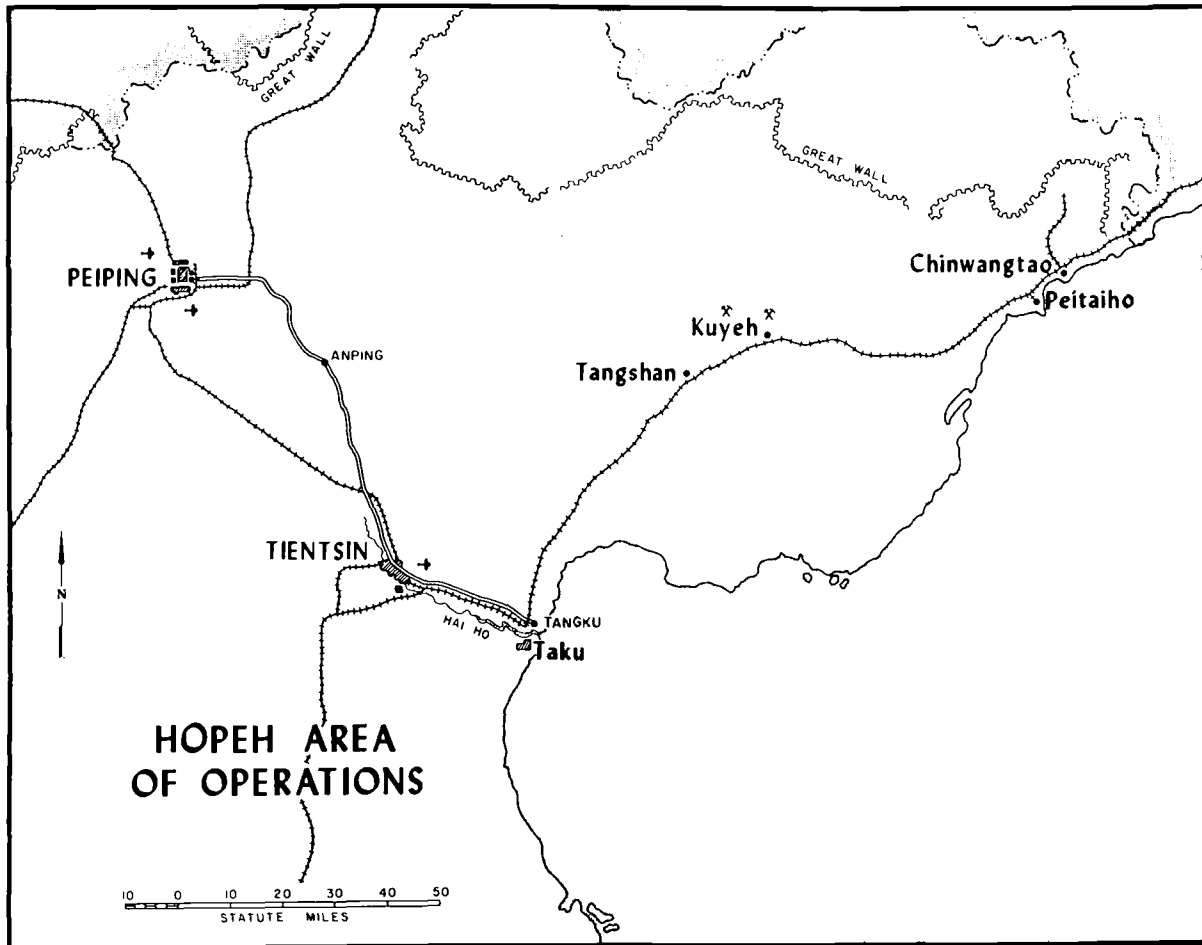 GREAT WALL
GREAT WALL
PEIPING
Chinwangtao
Peitaiho
Kuyeh
Tangshan
ANPING
TIENTSIN
N
HAI HO
TANGKU
Taku
HOPEH AREA
OF OPERATIONS
10 0 10 20 30 40 50
STATUTE MILES